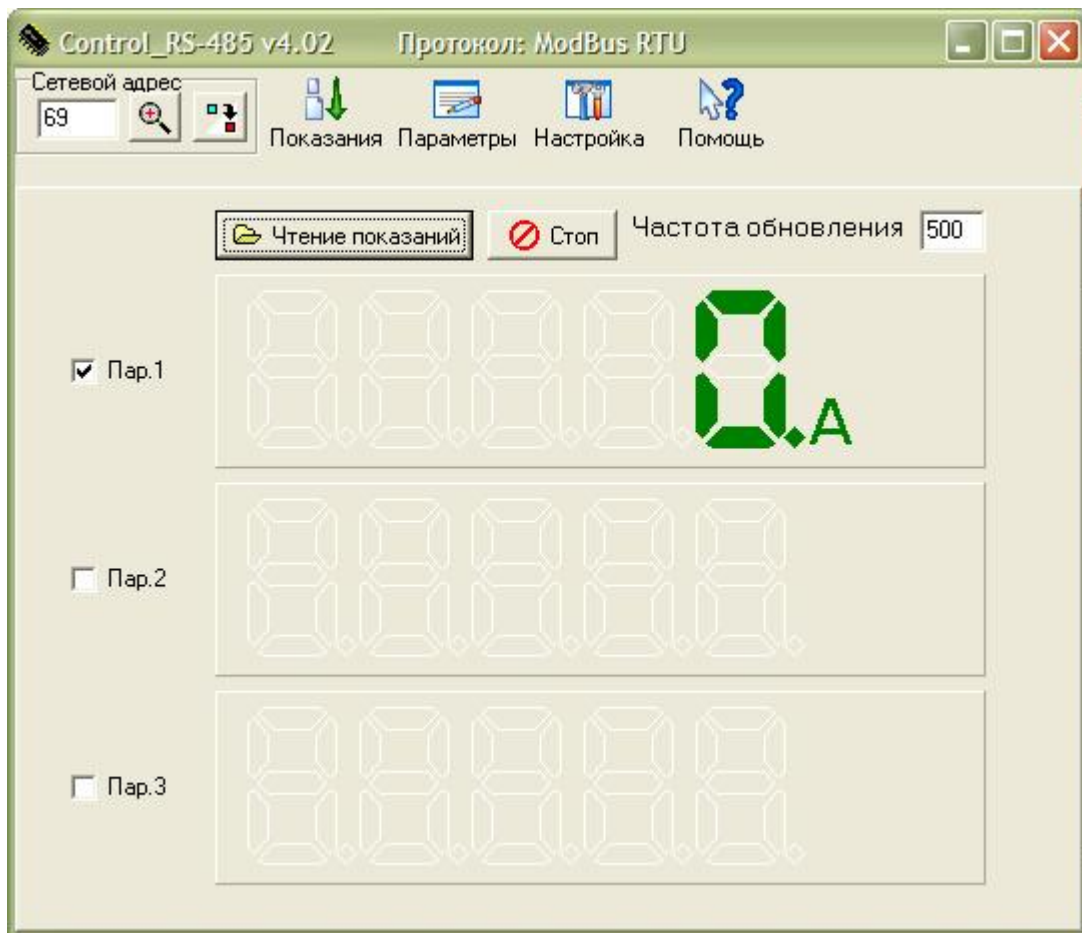 Control_RS-485 v4.02 Протокол: ModBus RTU
Сетевой адрес
69
Показания Параметры Настройка Помощь
Чтение показаний Стоп Частота обновления 500
Пар.1 0.A
Пар.2
Пар.3